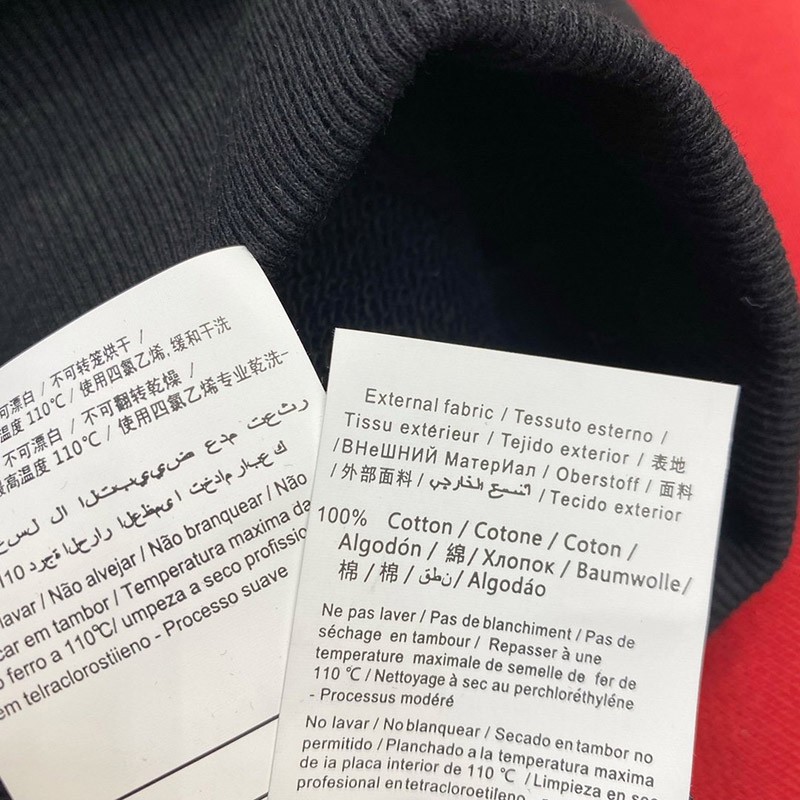 可漂白 / 不可转笼烘干 /
温度 110℃ / 使用四氯乙烯,缓和干洗
不可漂白 / 不可翻转乾燥 /
最高温度 110℃ / 使用四氯乙烯专业乾洗-
lavar / Não alvejar / Não branquear / Não
car em tambor / Temperatura maxima da
ferro a 110℃/ umpeza a seco profissio
em telraclorostiieno - Processo suave
External fabric / Tessuto esterno /
Tissu extérieur / Tejido exterior / 表地
/ВНеШНИЙ МатерИал / Oberstoff / 面料
/ 外部面料 / / Tecido exterior
100% Cotton / Cotone / Coton /
Algodón / 綿 / Хлопок / Baumwolle/
棉 / 棉 / / Algodáo
Ne pas laver / Pas de blanchiment / Pas de
séchage en tambour / Repasser à une
temperature maximale de semelle de fer de
110 ℃ / Nettoyage à sec au perchloréthyléne
- Processus modéré
No lavar / No blanquear / Secado en tambor no
permitido / Planchado a la temperatura maxima
de ia placa interior de 110 ℃ / Limpieza en sec
profesional en tetracloroetileno